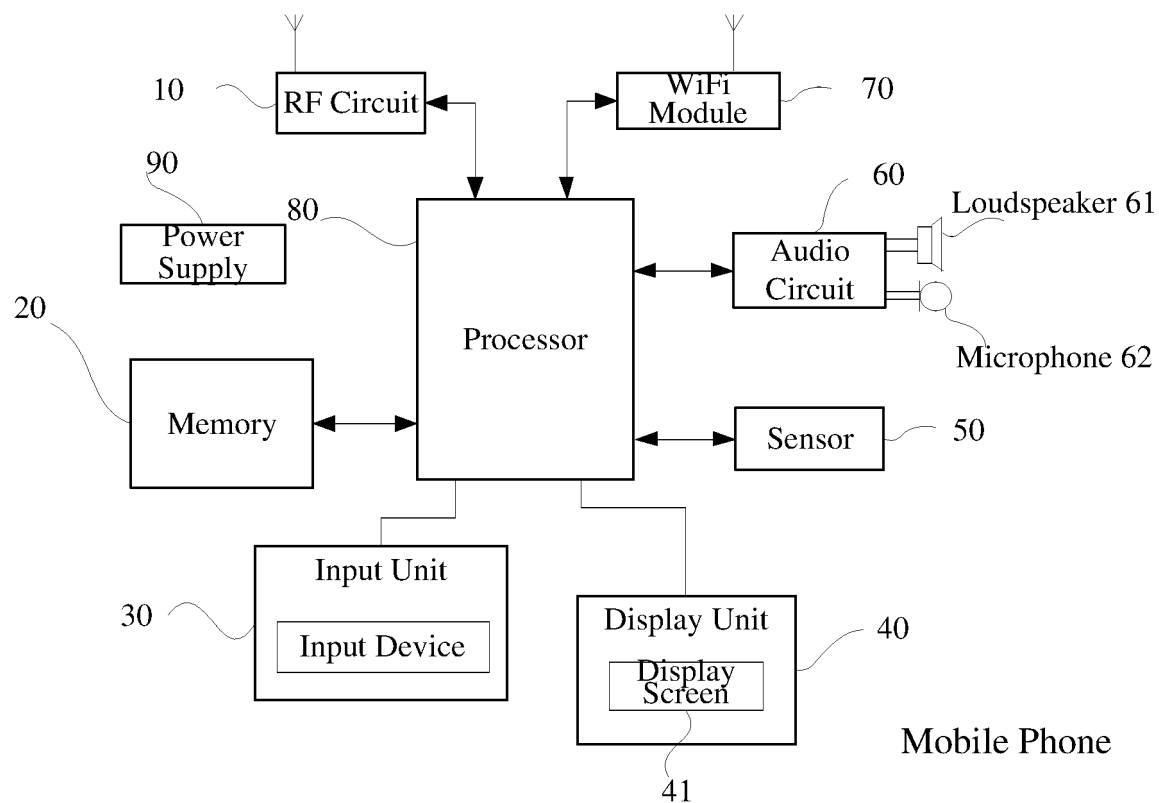 10
RF Circuit
WiFi
Module
70
90
Power
Supply
80
60
Loudspeaker 61
Audio
Circuit
20
Processor
Microphone 62
Memory
Sensor
50
Input Unit
30
Input Device
Display Unit
40
Display
Screen
41
Mobile Phone